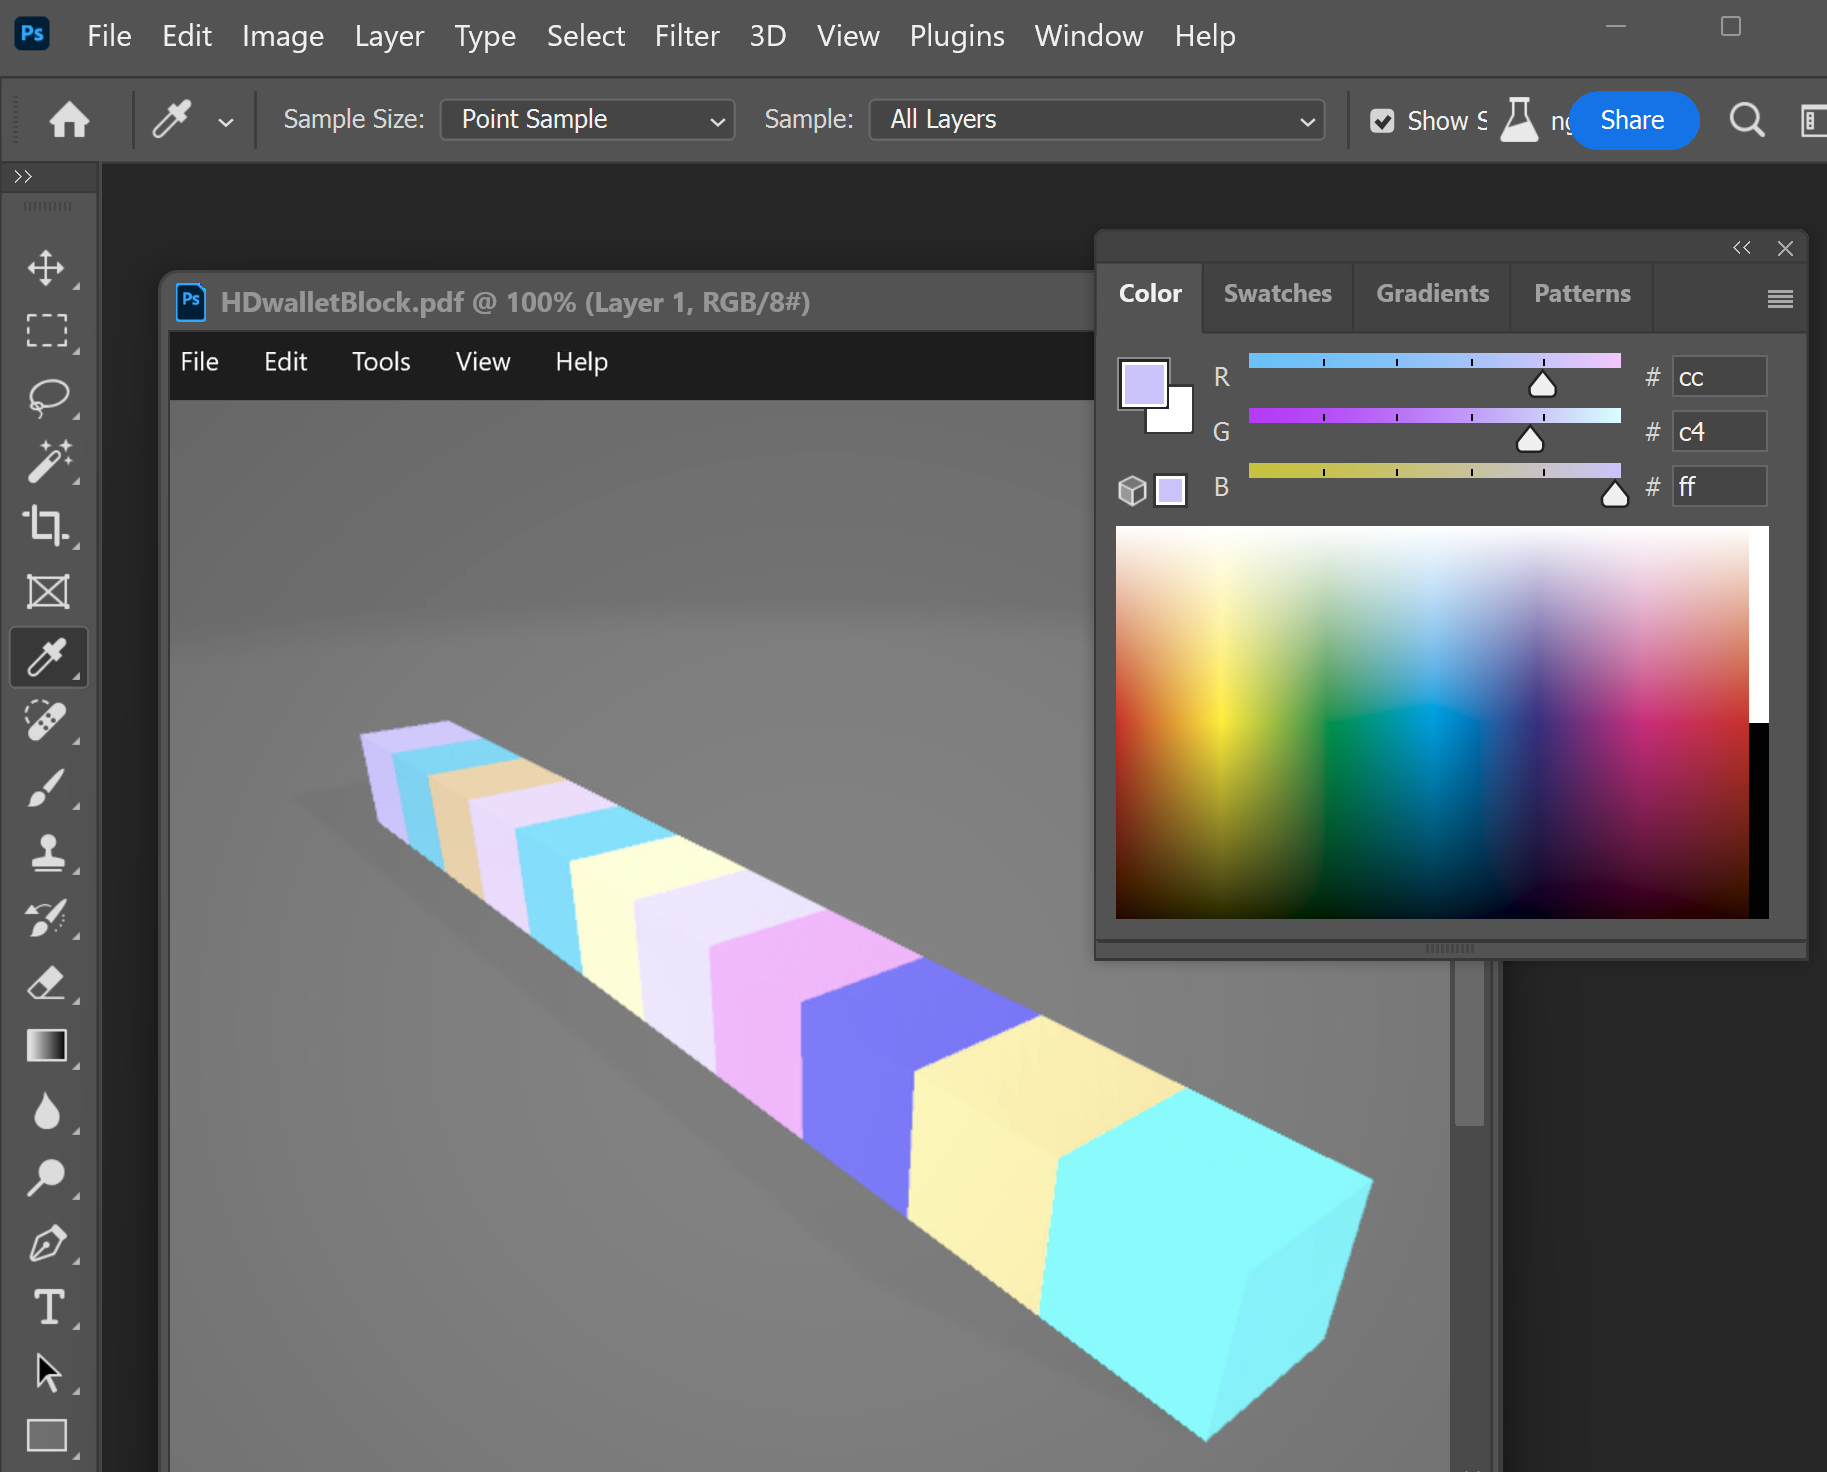 Ps File Edit Image Layer Type Select Filter 3D View Plugins Window Help
Sample Size: Point Sample Sample: All Layers Show S ng Share
Ps HDwalletBlock.pdf @ 100% (Layer 1, RGB/8#)
File Edit Tools View Help
Color Swatches Gradients Patterns
R # cc
G # c4
B # ff